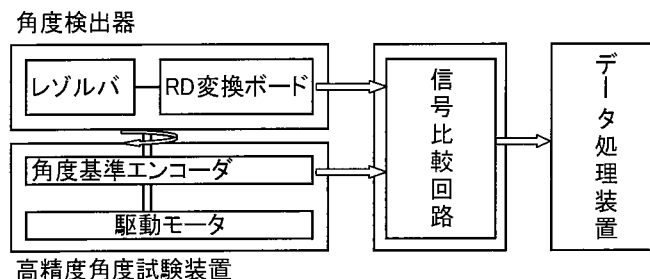 角度検出器
レゾルバ
RD変換ボード
角度基準エンコーダ
駆動モータ
高精度角度試験装置
信号比較回路
データ処理装置